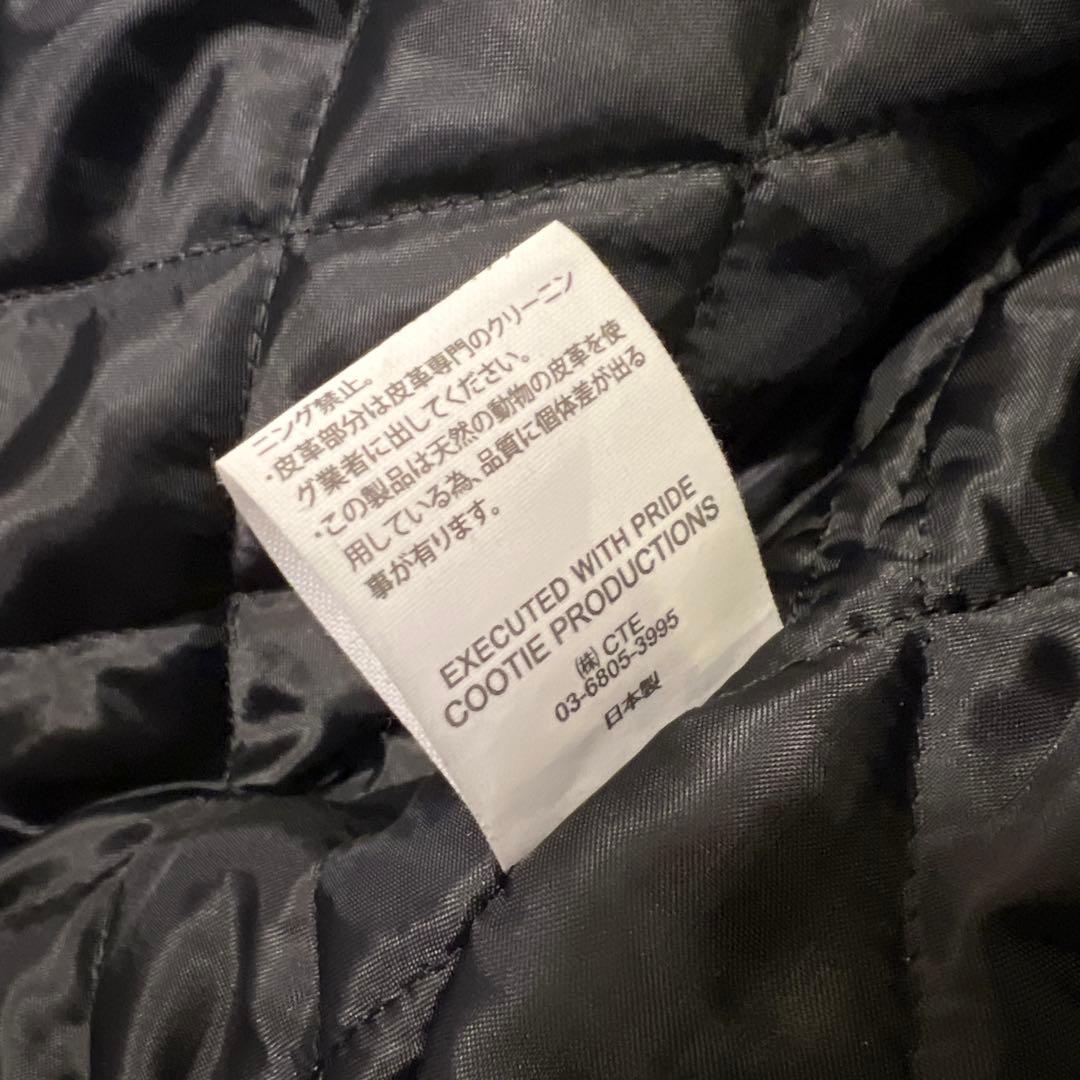 ニング禁止。
・皮革部分は皮革専門のクリーニン
グ業者に出してください。
・この製品は天然の動物の皮革を使
用している為、品質に個体差が出る
事が有ります。
EXECUTED WITH PRIDE
COOTIE PRODUCTIONS
㈱ CTE
03-6805-3995
日本製